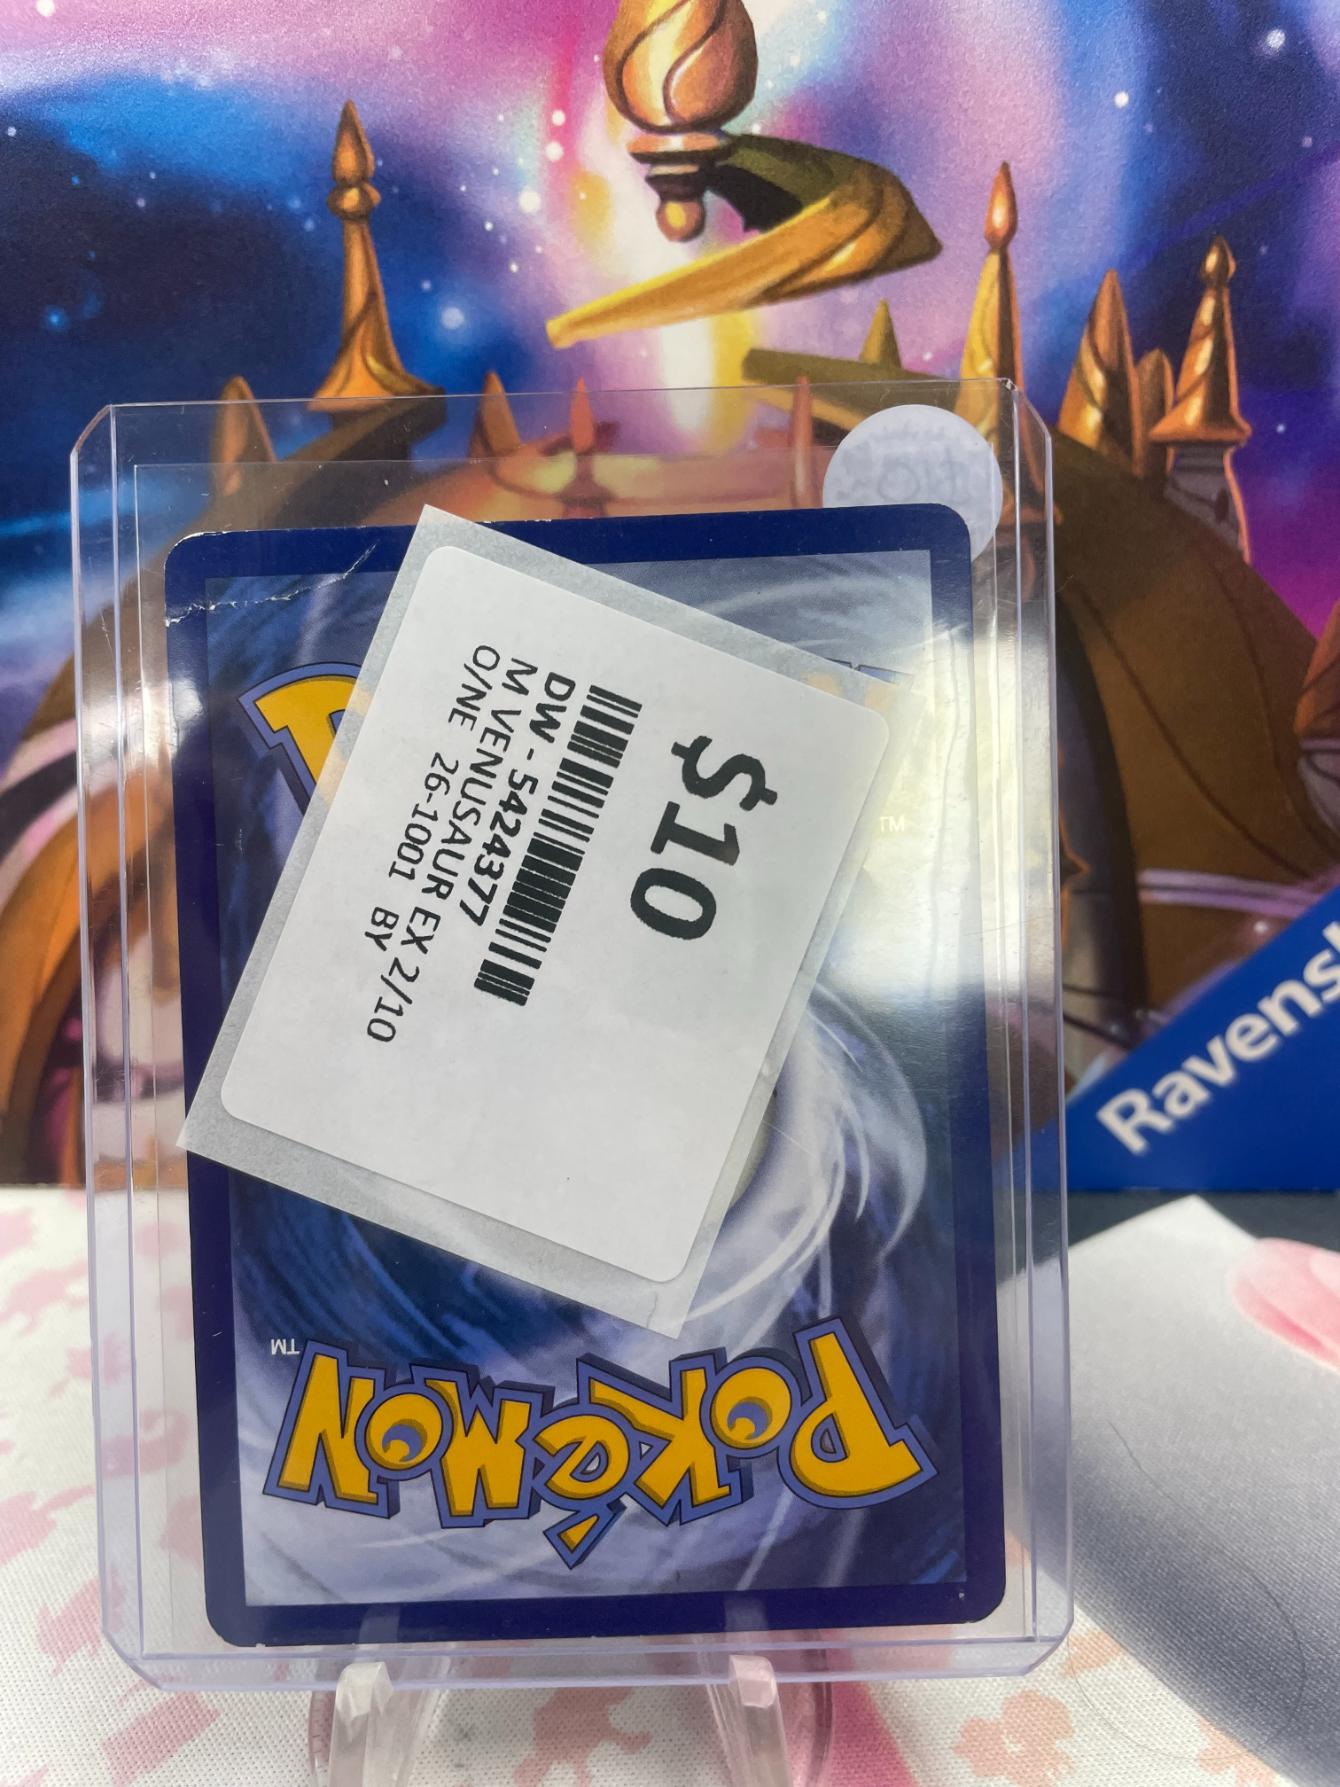 $10
DW - 5424377
M VENUSAUR EX 2/10
O/NE 26-1001 BY
TM
TM
POKéMON
Ravens